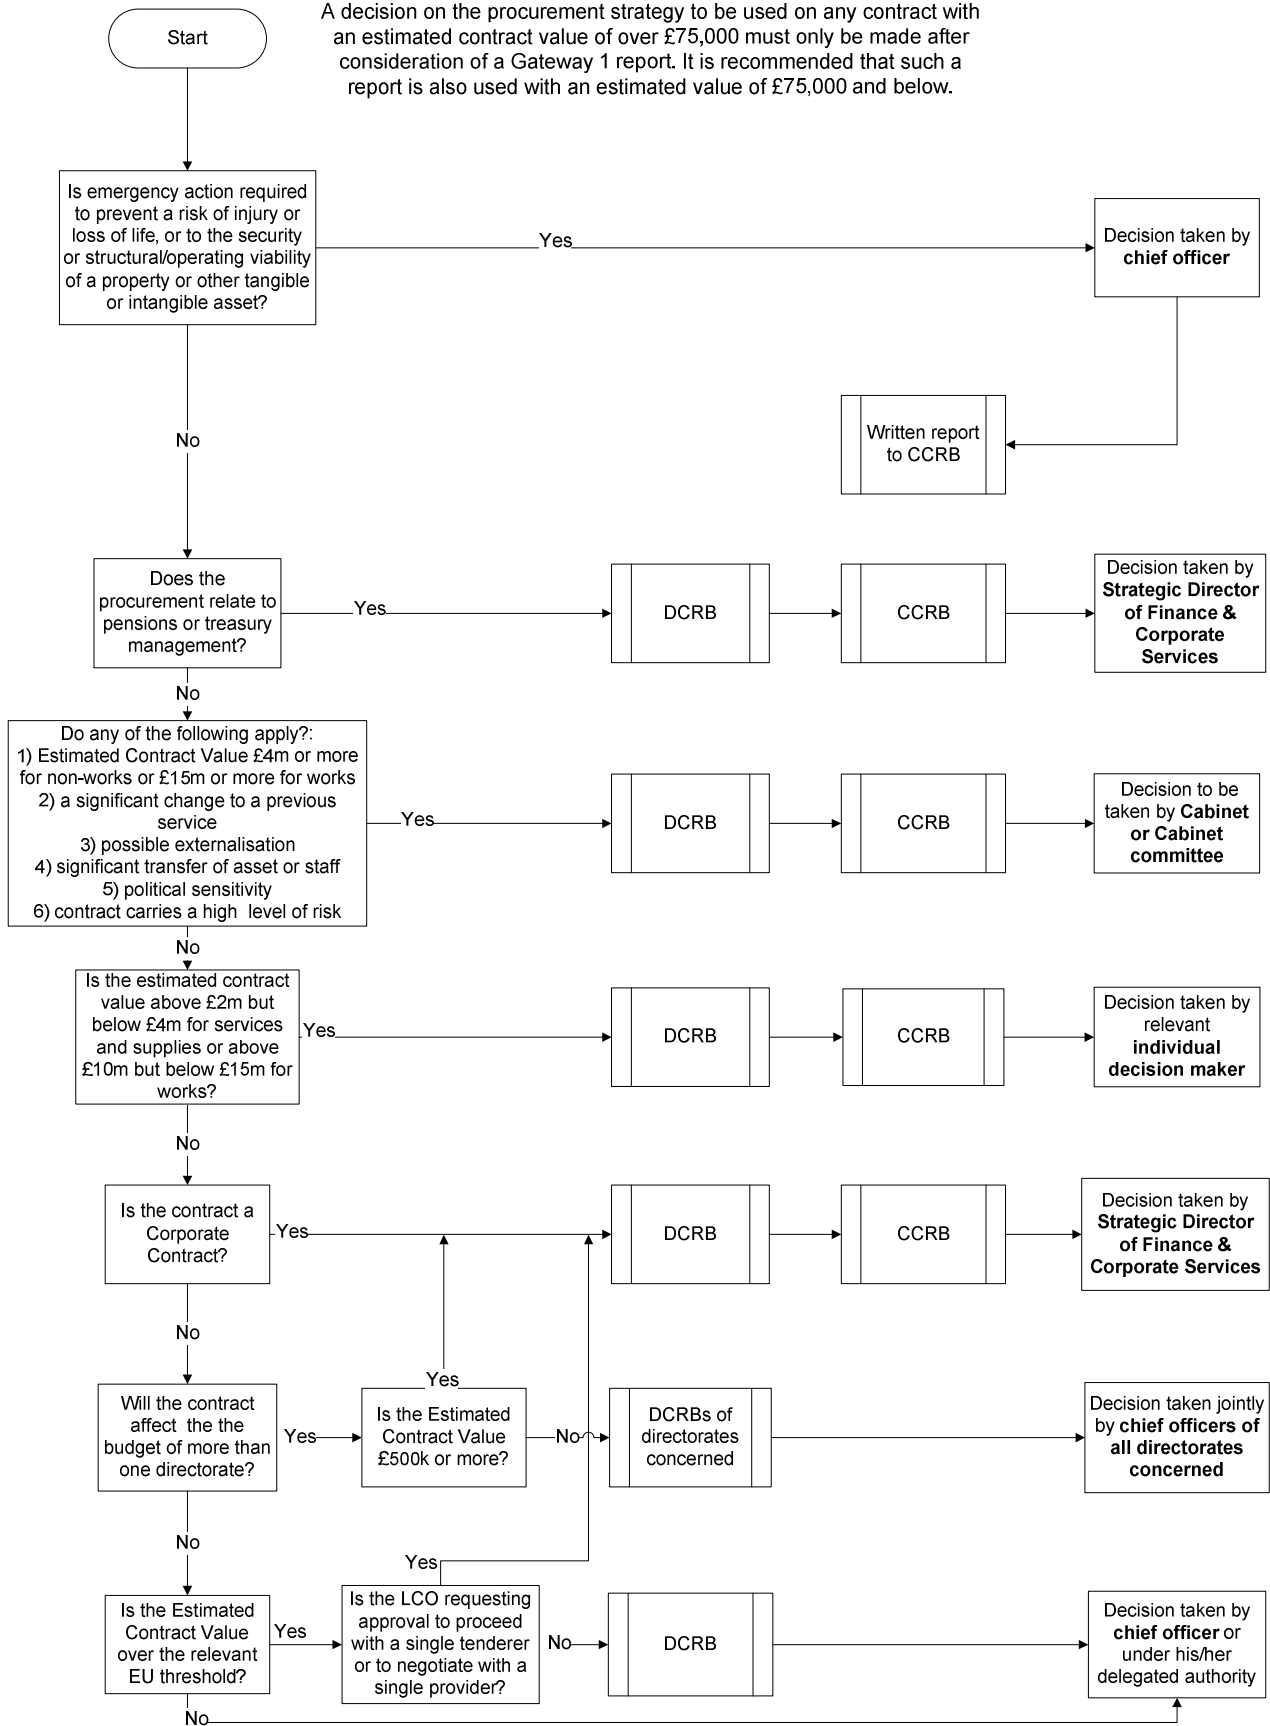 Start
A decision on the procurement strategy to be used on any contract with
an estimated contract value of over £75,000 must only be made after
consideration of a Gateway 1 report. It is recommended that such a
report is also used with an estimated value of £75,000 and below.
Is emergency action required
to prevent a risk of injury or
loss of life, or to the security
or structural/operating viability
of a property or other tangible
or intangible asset?
Yes
Decision taken by
chief officer
Written report
to CCRB
No
Does the
procurement relate to
pensions or treasury
management?
Yes
DCRB
CCRB
Decision taken by
Strategic Director
of Finance &
Corporate
Services
No
Do any of the following apply?:
1) Estimated Contract Value £4m or more
for non-works or £15m or more for works
2) a significant change to a previous
service
3) possible externalisation
4) significant transfer of asset or staff
5) political sensitivity
6) contract carries a high  level of risk
Yes
DCRB
CCRB
Decision to be
taken by Cabinet
or Cabinet
committee
No
Is the estimated contract
value above £2m but
below £4m for services
and supplies or above
£10m but below £15m for
works?
Yes
DCRB
CCRB
Decision taken by
relevant
individual
decision maker
No
Is the contract a
Corporate
Contract?
Yes
DCRB
CCRB
Decision taken by
Strategic Director
of Finance &
Corporate Services
No
Will the contract
affect  the the
budget of more than
one directorate?
Yes
Yes
Is the Estimated
Contract Value
£500k or more?
No
DCRBs of
directorates
concerned
Decision taken jointly
by chief officers of
all directorates
concerned
No
Is the Estimated
Contract Value
over the relevant
EU threshold?
Yes
Yes
Is the LCO requesting
approval to proceed
with a single tenderer
or to negotiate with a
single provider?
No
DCRB
Decision taken by
chief officer or
under his/her
delegated authority
No